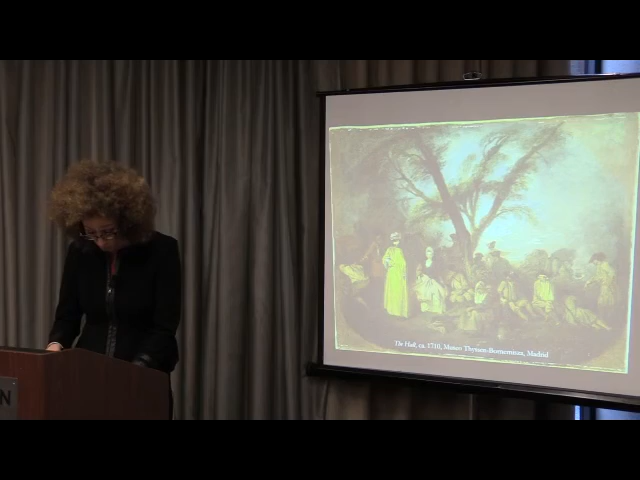 The Halt, ca. 1710, Museo Thyssen-Bornemisza, Madrid
N